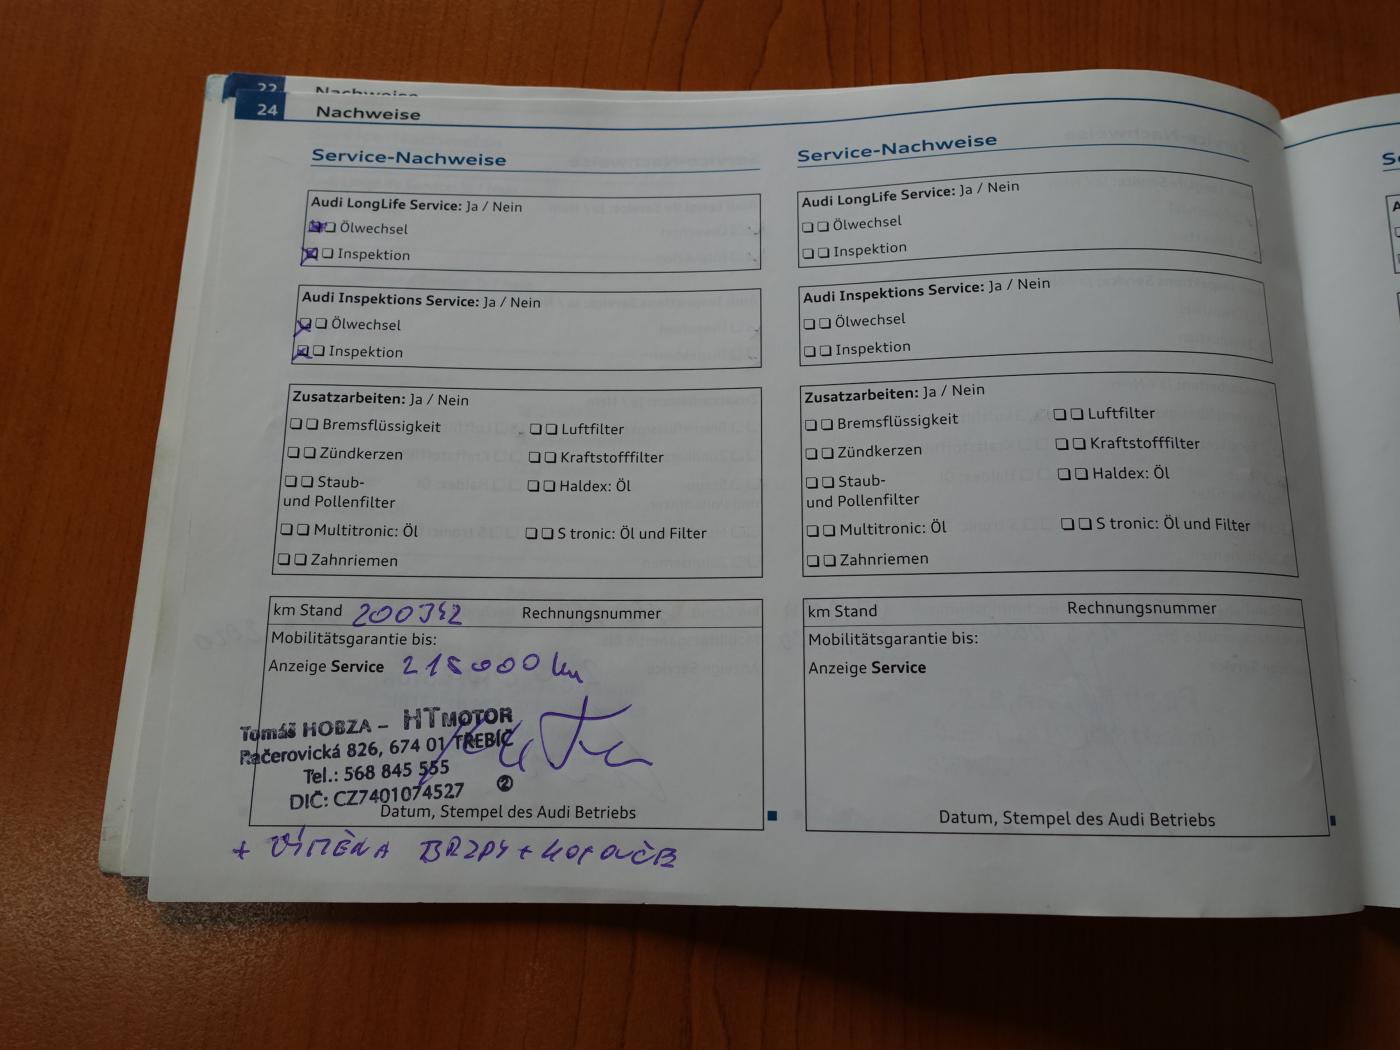 22 Nachweise
24 Nachweise
Service-Nachweise
Audi LongLife Service: Ja / Nein
Ölwechsel
Inspektion
Audi Inspektions Service: Ja / Nein
Ölwechsel
Inspektion
Zusatzarbeiten: Ja / Nein
Bremsflüssigkeit Luftfilter
Zündkerzen Kraftstofffilter
Staub- Haldex: Öl
und Pollenfilter
Multitronic: Öl S tronic: Öl und Filter
Zahnriemen
km Stand 200342 Rechnungsnummer
Mobilitätsgarantie bis:
Anzeige Service 215000 km
Tomáš HOBZA – HTMOTOR
Račerovická 826, 674 01 TŘEBÍČ
Tel.: 568 845 555
DIČ: CZ7401074527 2
Datum, Stempel des Audi Betriebs
+ VÝMĚNA BRZDY + KOTOUČE
Service-Nachweise
Audi LongLife Service: Ja / Nein
Ölwechsel
Inspektion
Audi Inspektions Service: Ja / Nein
Ölwechsel
Inspektion
Zusatzarbeiten: Ja / Nein
Bremsflüssigkeit Luftfilter
Zündkerzen Kraftstofffilter
Staub- Haldex: Öl
und Pollenfilter
Multitronic: Öl S tronic: Öl und Filter
Zahnriemen
km Stand Rechnungsnummer
Mobilitätsgarantie bis:
Anzeige Service
Datum, Stempel des Audi Betriebs